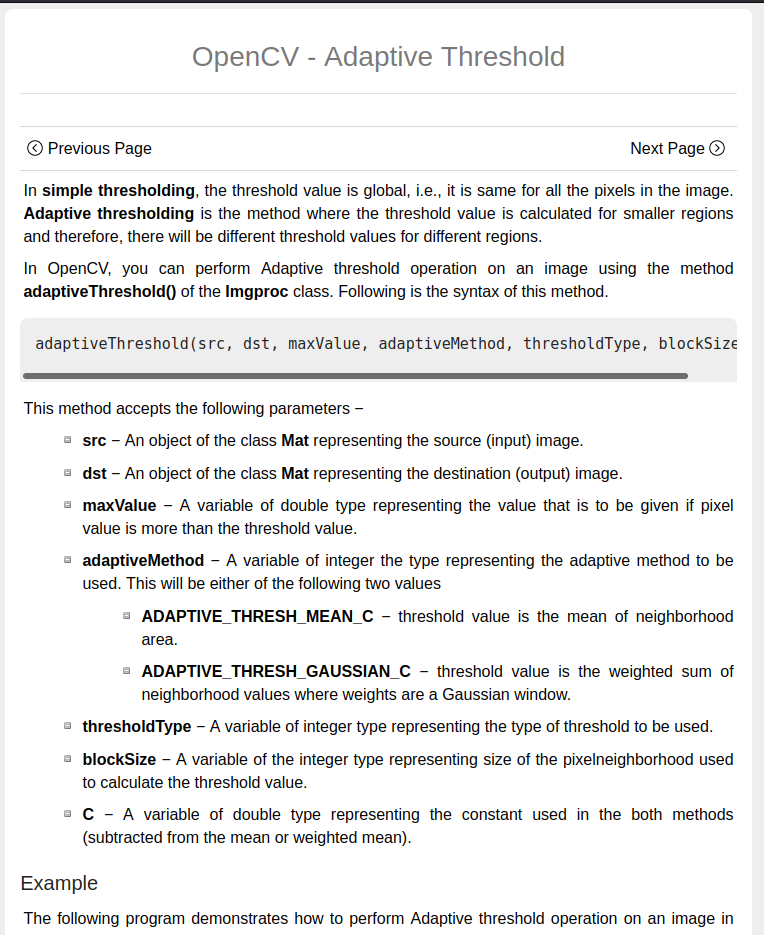 OpenCV - Adaptive Threshold
Previous Page
Next Page
In simple thresholding, the threshold value is global, i.e., it is same for all the pixels in the image.
Adaptive thresholding is the method where the threshold value is calculated for smaller regions
and therefore, there will be different threshold values for different regions.
In OpenCV, you can perform Adaptive threshold operation on an image using the method
adaptiveThreshold() of the Imgproc class. Following is the syntax of this method.
adaptiveThreshold(src, dst, maxValue, adaptiveMethod, thresholdType, blockSize
This method accepts the following parameters −
src − An object of the class Mat representing the source (input) image.
dst − An object of the class Mat representing the destination (output) image.
maxValue − A variable of double type representing the value that is to be given if pixel
value is more than the threshold value.
adaptiveMethod − A variable of integer the type representing the adaptive method to be
used. This will be either of the following two values
ADAPTIVE_THRESH_MEAN_C − threshold value is the mean of neighborhood
area.
ADAPTIVE_THRESH_GAUSSIAN_C − threshold value is the weighted sum of
neighborhood values where weights are a Gaussian window.
thresholdType − A variable of integer type representing the type of threshold to be used.
blockSize − A variable of the integer type representing size of the pixelneighborhood used
to calculate the threshold value.
C − A variable of double type representing the constant used in the both methods
(subtracted from the mean or weighted mean).
Example
The following program demonstrates how to perform Adaptive threshold operation on an image in